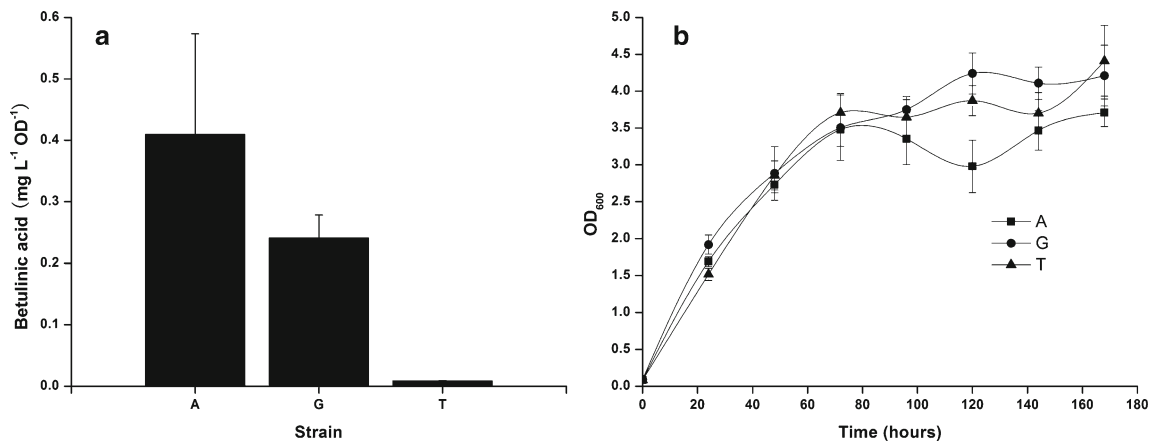 a
0.6
0.5
0.4
0.3
0.2
0.1
0.0
Betulinic acid (mg L⁻¹ OD⁻¹)
A G T
Strain
b
5.0
4.5
4.0
3.5
3.0
2.5
2.0
1.5
1.0
0.5
0.0
OD₆₀₀
A
G
T
0 20 40 60 80 100 120 140 160 180
Time (hours)